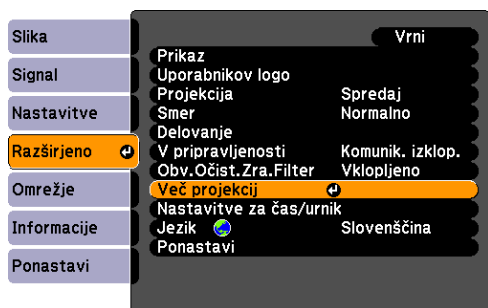 Slika
Signal
Nastavitve
Razširjeno
Omrežje
Informacije
Ponastavi
Vrni
Prikaz
Uporabnikov logo
Projekcija Spredaj
Smer Normalno
Delovanje
V pripravljenosti Komunik. izklop.
Obv.Očist.Zra.Filter Vklopljeno
Več projekcij
Nastavitve za čas/urnik
Jezik Slovenščina
Ponastavi